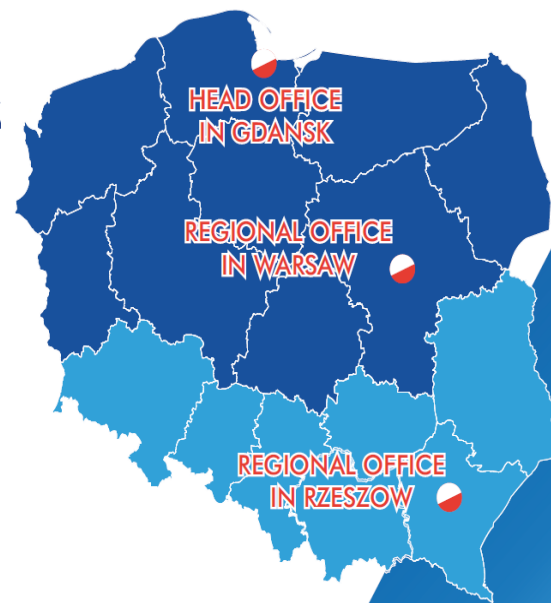 HEAD OFFICE
IN GDANSK
REGIONAL OFFICE
IN WARSAW
REGIONAL OFFICE
IN RZESZOW